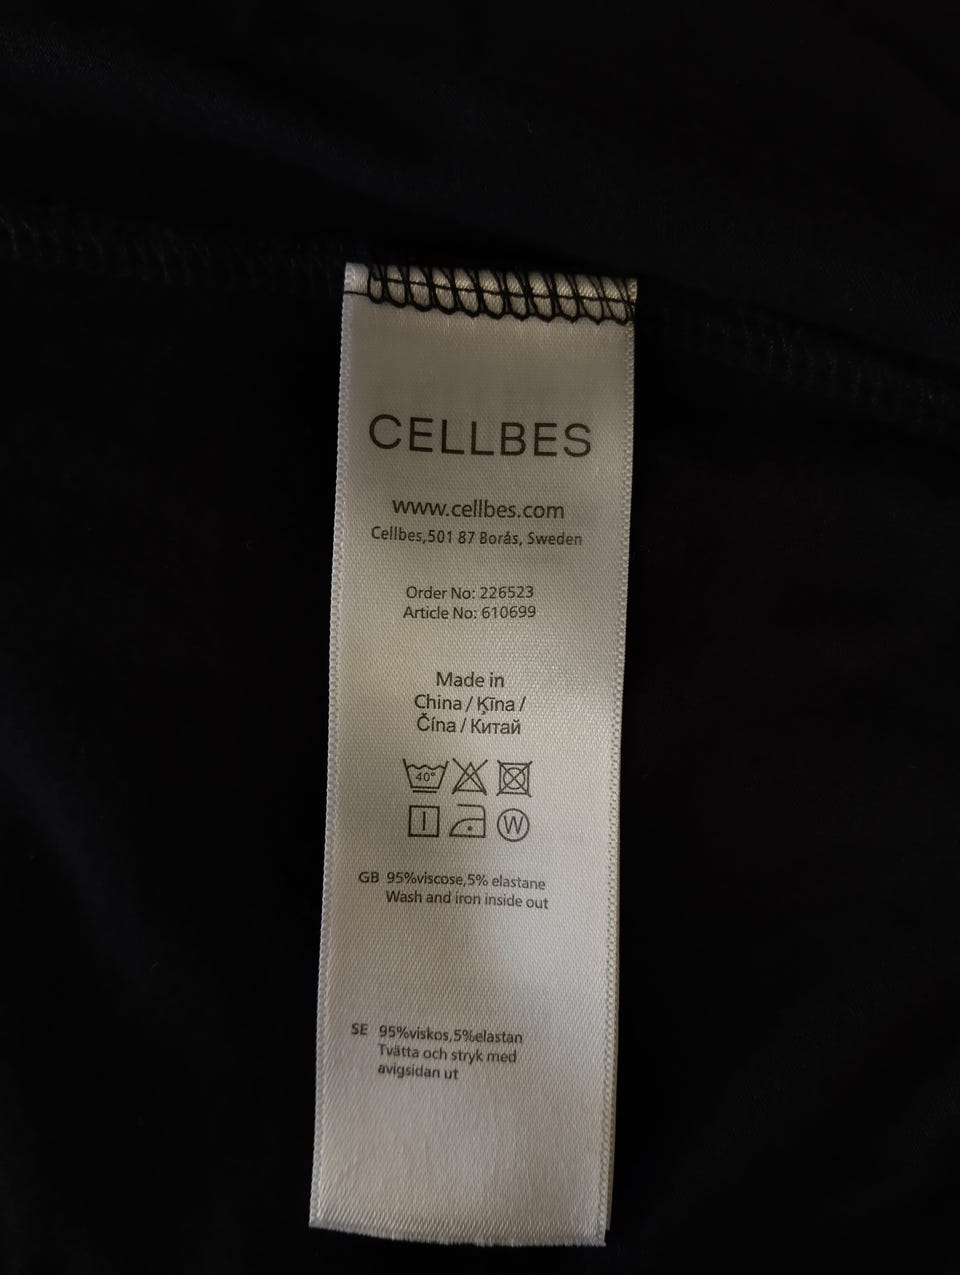 CELLBES
www.cellbes.com
Cellbes,501 87 Borås, Sweden
Order No: 226523
Article No: 610699
Made in
China / Ķīna /
Čína / Китай
40°
W
GB 95%viscose,5% elastane
Wash and iron inside out
SE 95%viskos,5%elastan
Tvätta och stryk med
avigsidan ut